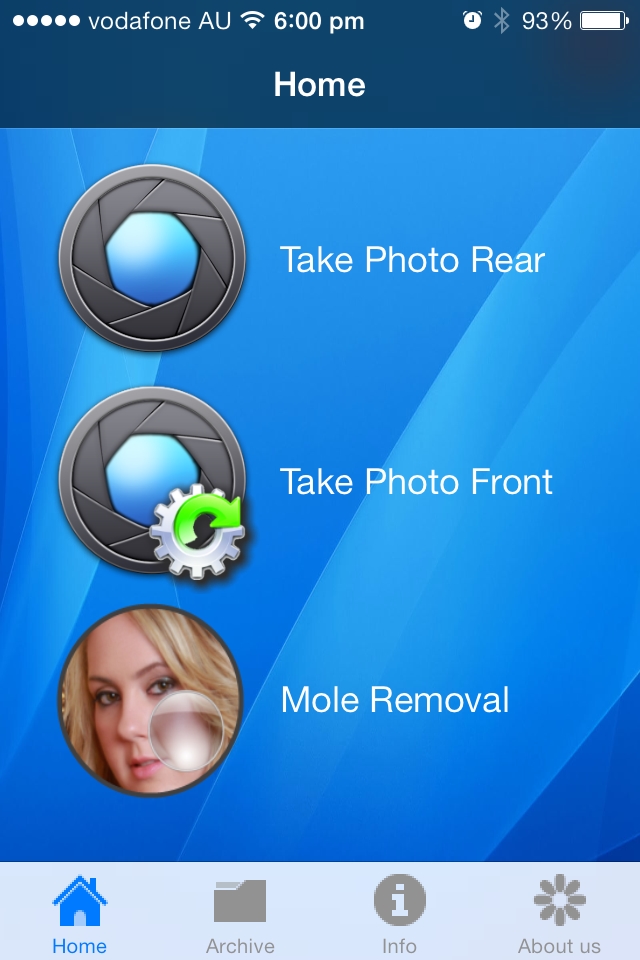 vodafone AU 6:00 pm 93%
Home
Take Photo Rear
Take Photo Front
Mole Removal
Home Archive Info About us